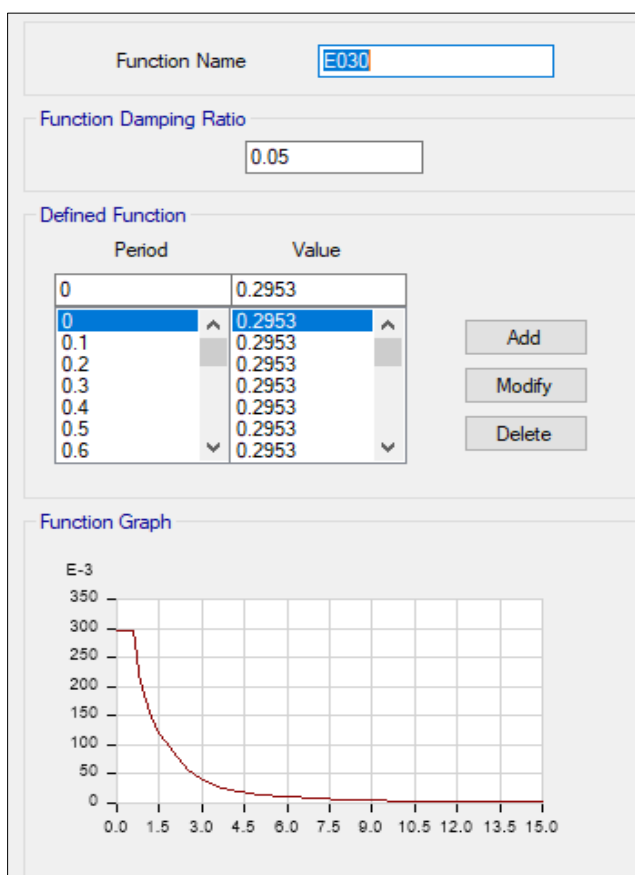 Function Name E030
Function Damping Ratio
0.05
Defined Function
Period Value
0 0.2953
0 0.2953
0.1 0.2953
0.2 0.2953
0.3 0.2953
0.4 0.2953
0.5 0.2953
0.6 0.2953
Add
Modify
Delete
Function Graph
E-3
350
300
250
200
150
100
50
0
0.0 1.5 3.0 4.5 6.0 7.5 9.0 10.5 12.0 13.5 15.0